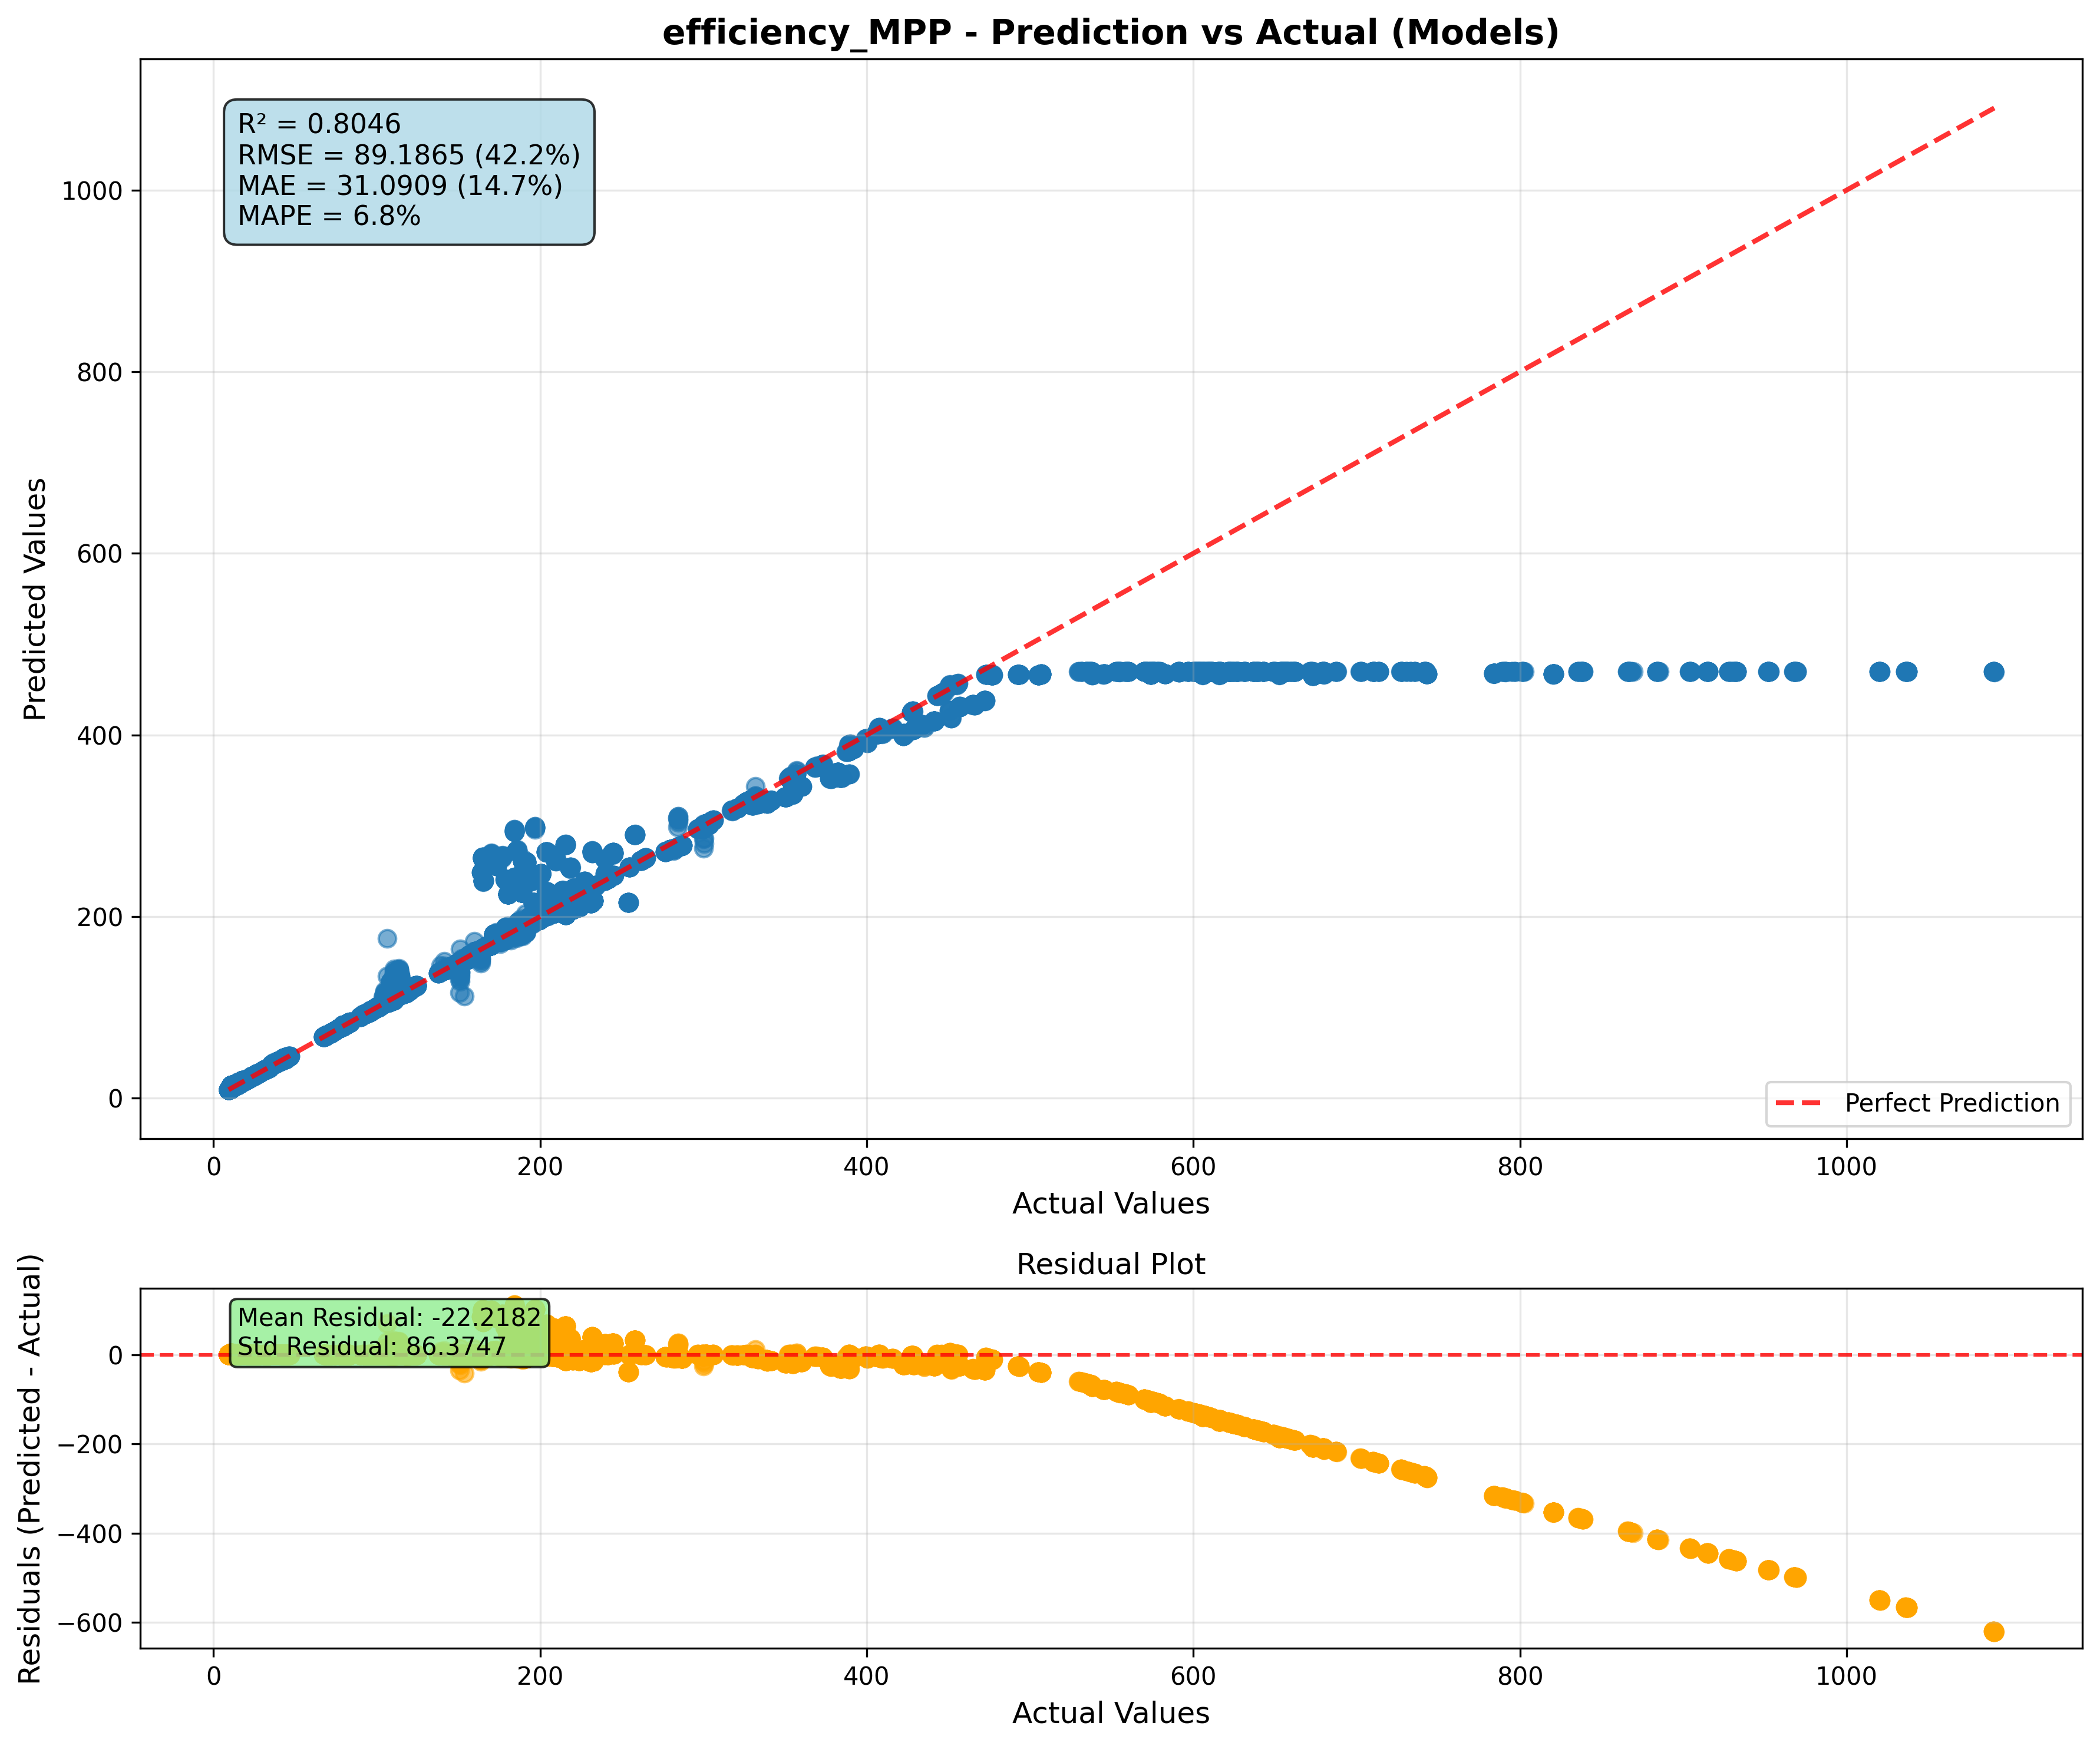 efficiency_MPP - Prediction vs Actual (Models)
R² = 0.8046
RMSE = 89.1865 (42.2%)
MAE = 31.0909 (14.7%)
MAPE = 6.8%
Predicted Values
1000
800
600
400
200
0
Perfect Prediction
0 200 400 600 800 1000
Actual Values
Residual Plot
Mean Residual: -22.2182
Std Residual: 86.3747
Residuals (Predicted - Actual)
0
−200
−400
−600
0 200 400 600 800 1000
Actual Values